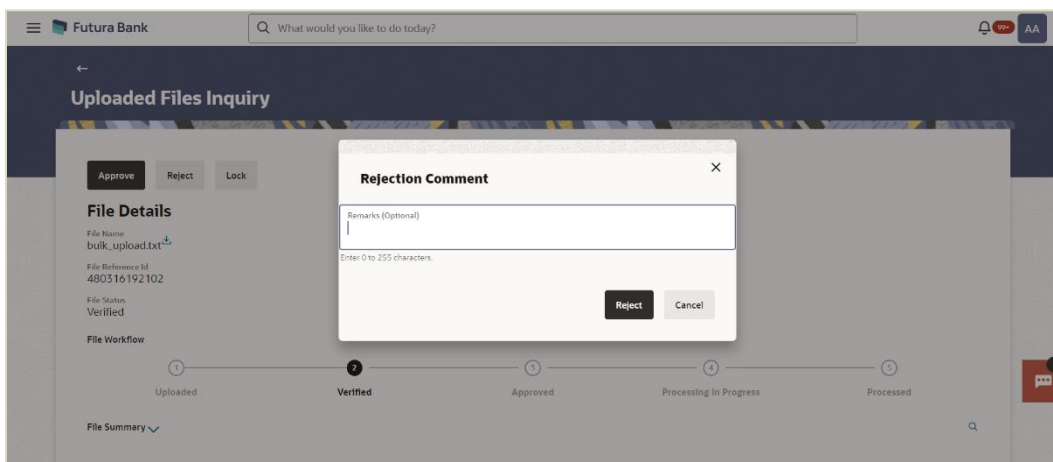 Futura Bank
What would you like to do today?
99+
AA
Uploaded Files Inquiry
Approve Reject Lock
File Details
File Name
bulk_upload.txt
File Reference Id
480316192102
File Status
Verified
File Workflow
Rejection Comment
Remarks (Optional)
Enter 0 to 255 characters.
Reject Cancel
1 2 3 4 5
Uploaded Verified Approved Processing In Progress Processed
File Summary